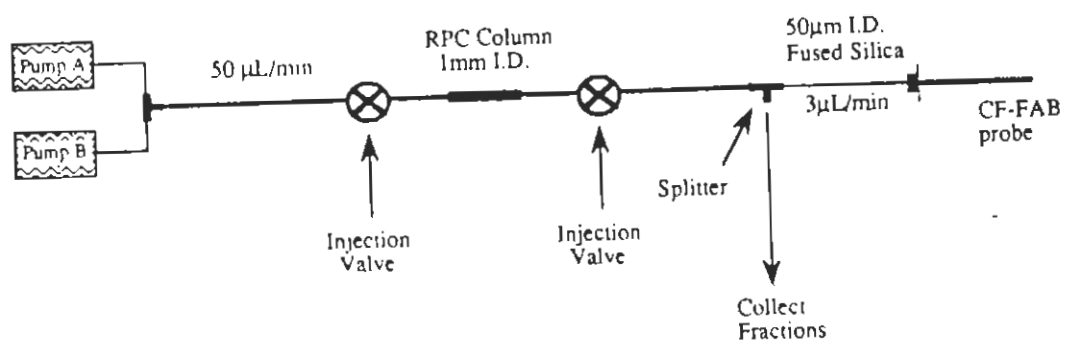 Pump A
Pump B
50 µL/min
RPC Column
1mm I.D.
50µm I.D.
Fused Silica
3µL/min
CF-FAB
probe
Splitter
Injection
Valve
Injection
Valve
Collect
Fractions